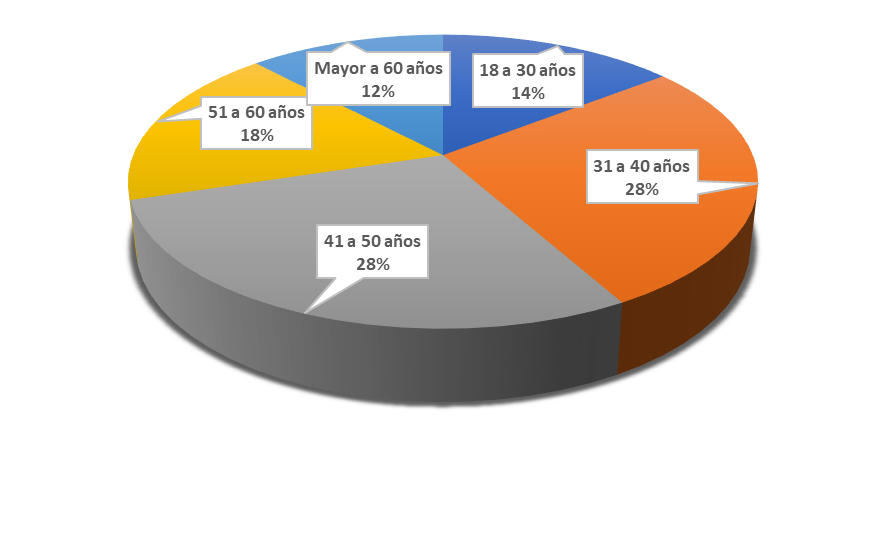 Mayor a 60 años
12%
18 a 30 años
14%
51 a 60 años
18%
31 a 40 años
28%
41 a 50 años
28%